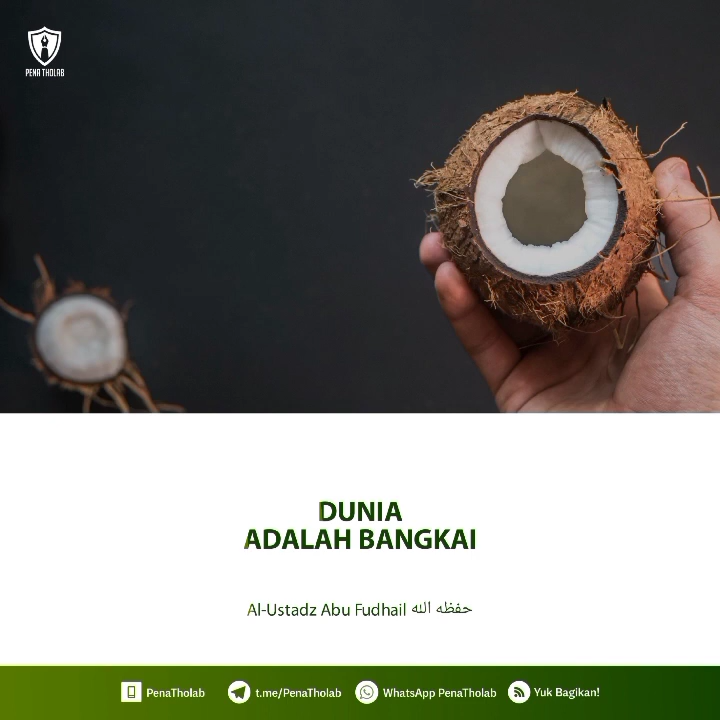 PENA THOLAB
DUNIA
ADALAH BANGKAI
Al-Ustadz Abu Fudhail حفظه الله
PenaTholab
t.me/PenaTholab
WhatsApp PenaTholab
Yuk Bagikan!